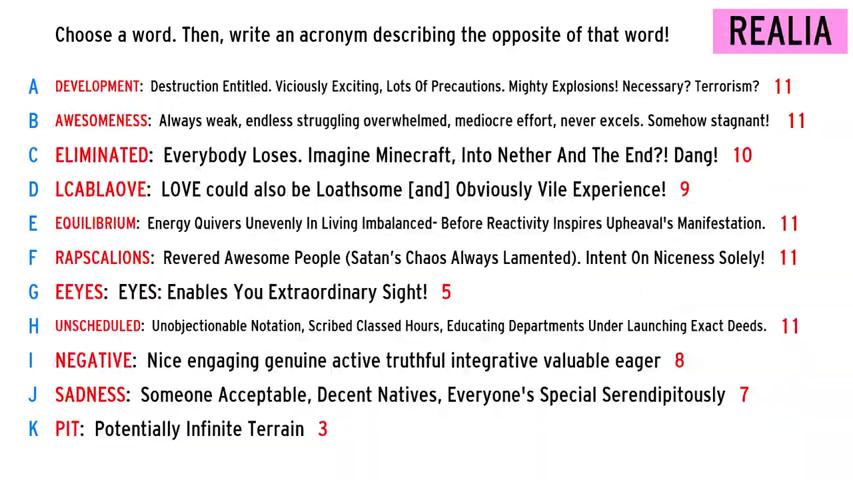 Choose a word. Then, write an acronym describing the opposite of that word!
REALIA
A DEVELOPMENT: Destruction Entitled. Viciously Exciting, Lots Of Precautions. Mighty Explosions! Necessary? Terrorism? 11
B AWESOMENESS: Always weak, endless struggling overwhelmed, mediocre effort, never excels. Somehow stagnant! 11
C ELIMINATED: Everybody Loses. Imagine Minecraft, Into Nether And The End?! Dang! 10
D LCABLAOVE: LOVE could also be Loathsome [and] Obviously Vile Experience! 9
E EQUILIBRIUM: Energy Quivers Unevenly In Living Imbalanced- Before Reactivity Inspires Upheaval's Manifestation. 11
F RAPSCALIONS: Revered Awesome People (Satan's Chaos Always Lamented). Intent On Niceness Solely! 11
G EEYES: EYES: Enables You Extraordinary Sight! 5
H UNSCHEDULED: Unobjectionable Notation, Scribed Classed Hours, Educating Departments Under Launching Exact Deeds. 11
I NEGATIVE: Nice engaging genuine active truthful integrative valuable eager 8
J SADNESS: Someone Acceptable, Decent Natives, Everyone's Special Serendipitously 7
K PIT: Potentially Infinite Terrain 3